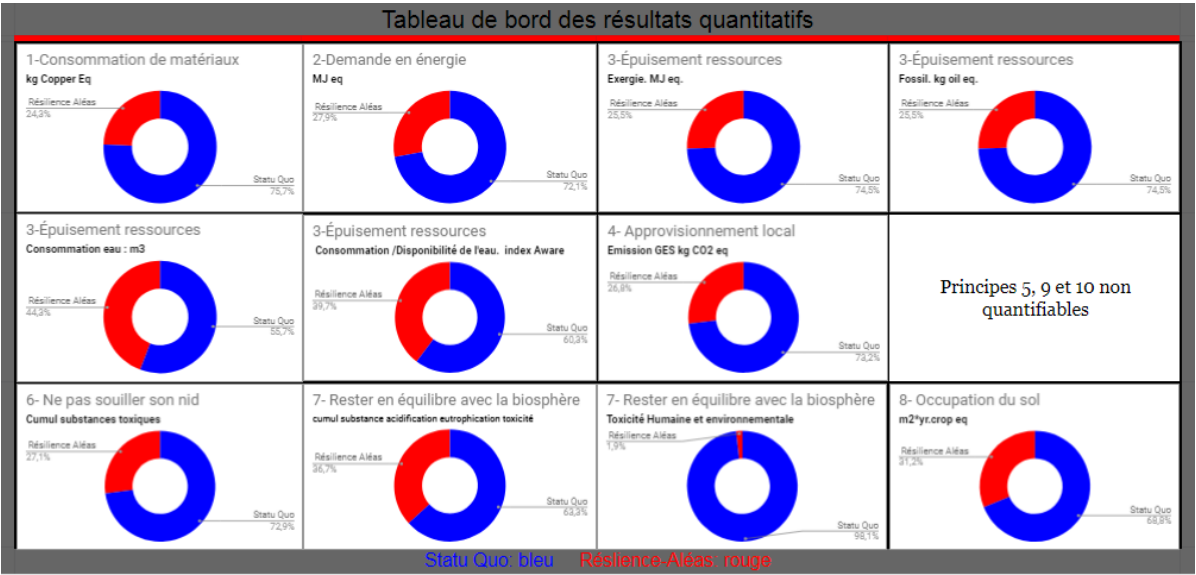 Tableau de bord des résultats quantitatifs
1-Consommation de matériaux
kg Copper Eq
Résilience Aléas
24,3%
Statu Quo
75,7%
2-Demande en énergie
MJ eq
Résilience Aléas
27,9%
Statu Quo
72,1%
3-Épuisement ressources
Exergie. MJ eq.
Résilience Aléas
25,5%
Statu Quo
74,5%
3-Épuisement ressources
Fossil. kg oil eq.
Résilience Aléas
25,5%
Statu Quo
74,5%
3-Épuisement ressources
Consommation eau : m3
Résilience Aléas
44,3%
Statu Quo
55,7%
3-Épuisement ressources
Consommation /Disponibilité de l'eau. index Aware
Résilience Aléas
39,7%
Statu Quo
60,3%
4- Approvisionnement local
Emission GES kg CO2 eq
Résilience Aléas
26,8%
Statu Quo
73,2%
Principes 5, 9 et 10 non
quantifiables
6- Ne pas souiller son nid
Cumul substances toxiques
Résilience Aléas
27,1%
Statu Quo
72,9%
7- Rester en équilibre avec la biosphère
cumul substance acidification eutrophication toxicité
Résilience Aléas
36,7%
Statu Quo
63,3%
7- Rester en équilibre avec la biosphère
Toxicité Humaine et environnementale
Résilience Aléas
1,9%
Statu Quo
98,1%
8- Occupation du sol
m2*yr.crop eq
Résilience Aléas
31,2%
Statu Quo
68,8%
Statu Quo: bleu Réslience-Aléas: rouge